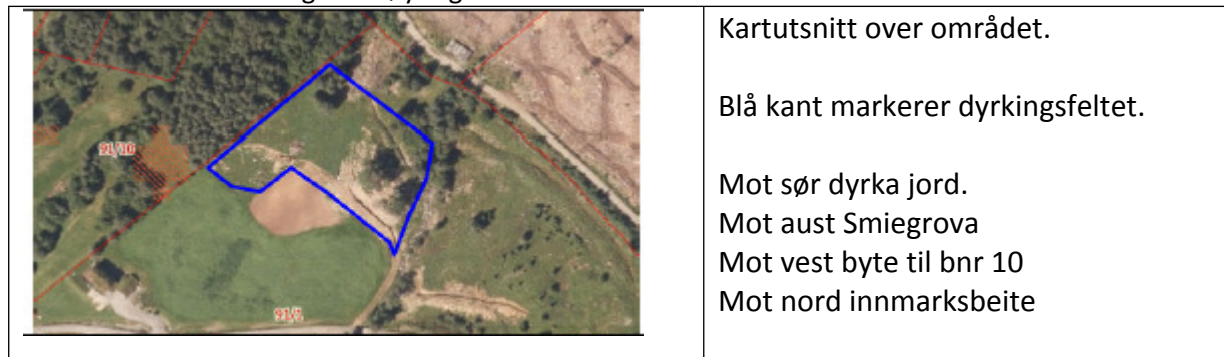 Kartutsnitt over området.
Blå kant markerer dyrkingsfeltet.
Mot sør dyrka jord.
Mot aust Smiegrova
Mot vest byte til bnr 10
Mot nord innmarksbeite
91/10
91/1